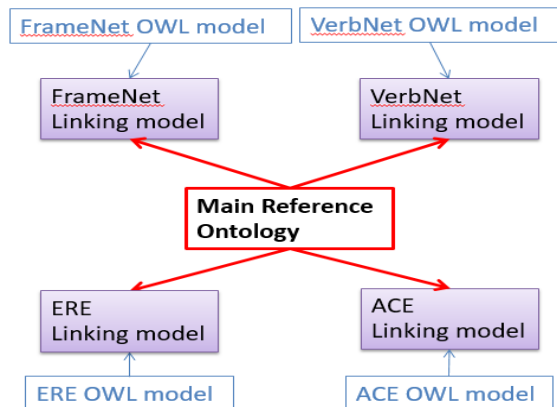 FrameNet OWL model
VerbNet OWL model
FrameNet
Linking model
VerbNet
Linking model
Main Reference
Ontology
ERE
Linking model
ACE
Linking model
ERE OWL model
ACE OWL model